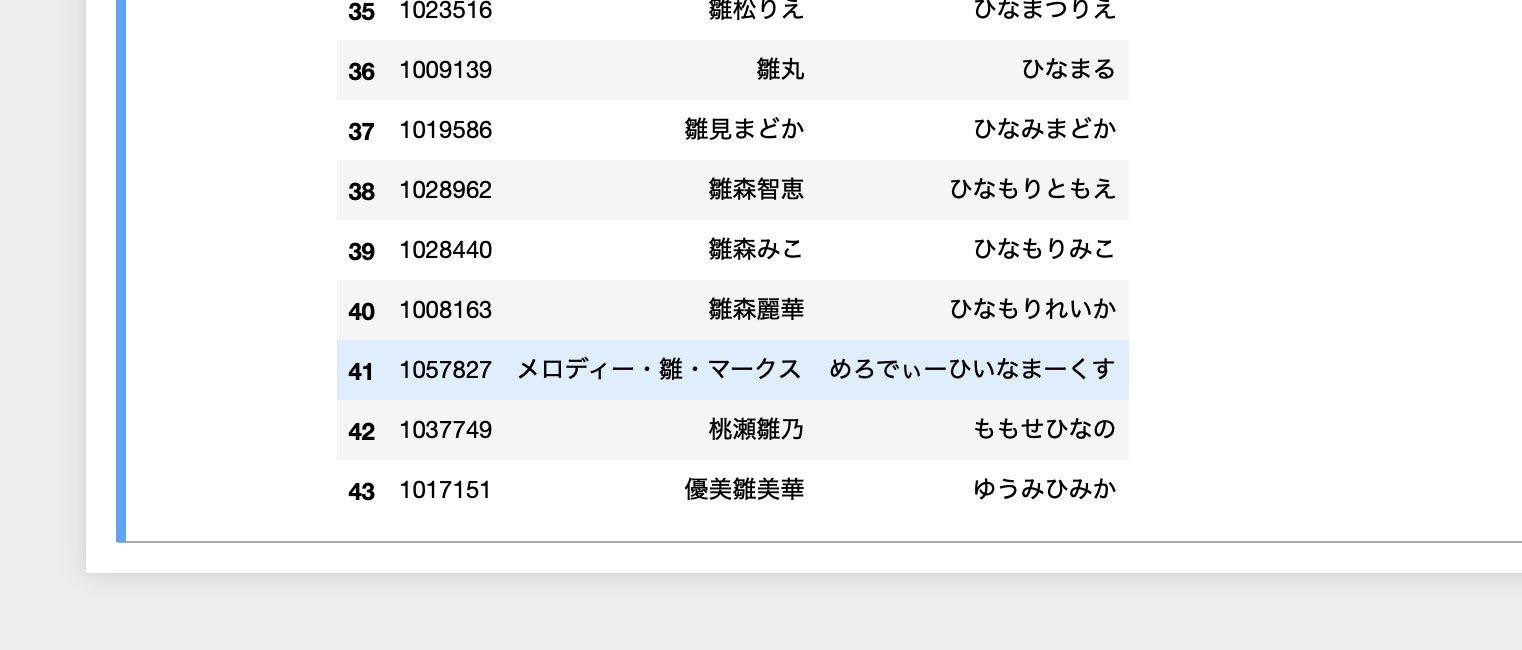 35 1023516 雛松りえ ひなまつりえ
36 1009139 雛丸 ひなまる
37 1019586 雛見まどか ひなみまどか
38 1028962 雛森智恵 ひなもりともえ
39 1028440 雛森みこ ひなもりみこ
40 1008163 雛森麗華 ひなもりれいか
41 1057827 メロディー・雛・マークス めろでぃーひいなまーくす
42 1037749 桃瀬雛乃 ももせひなの
43 1017151 優美雛美華 ゆうみひみか